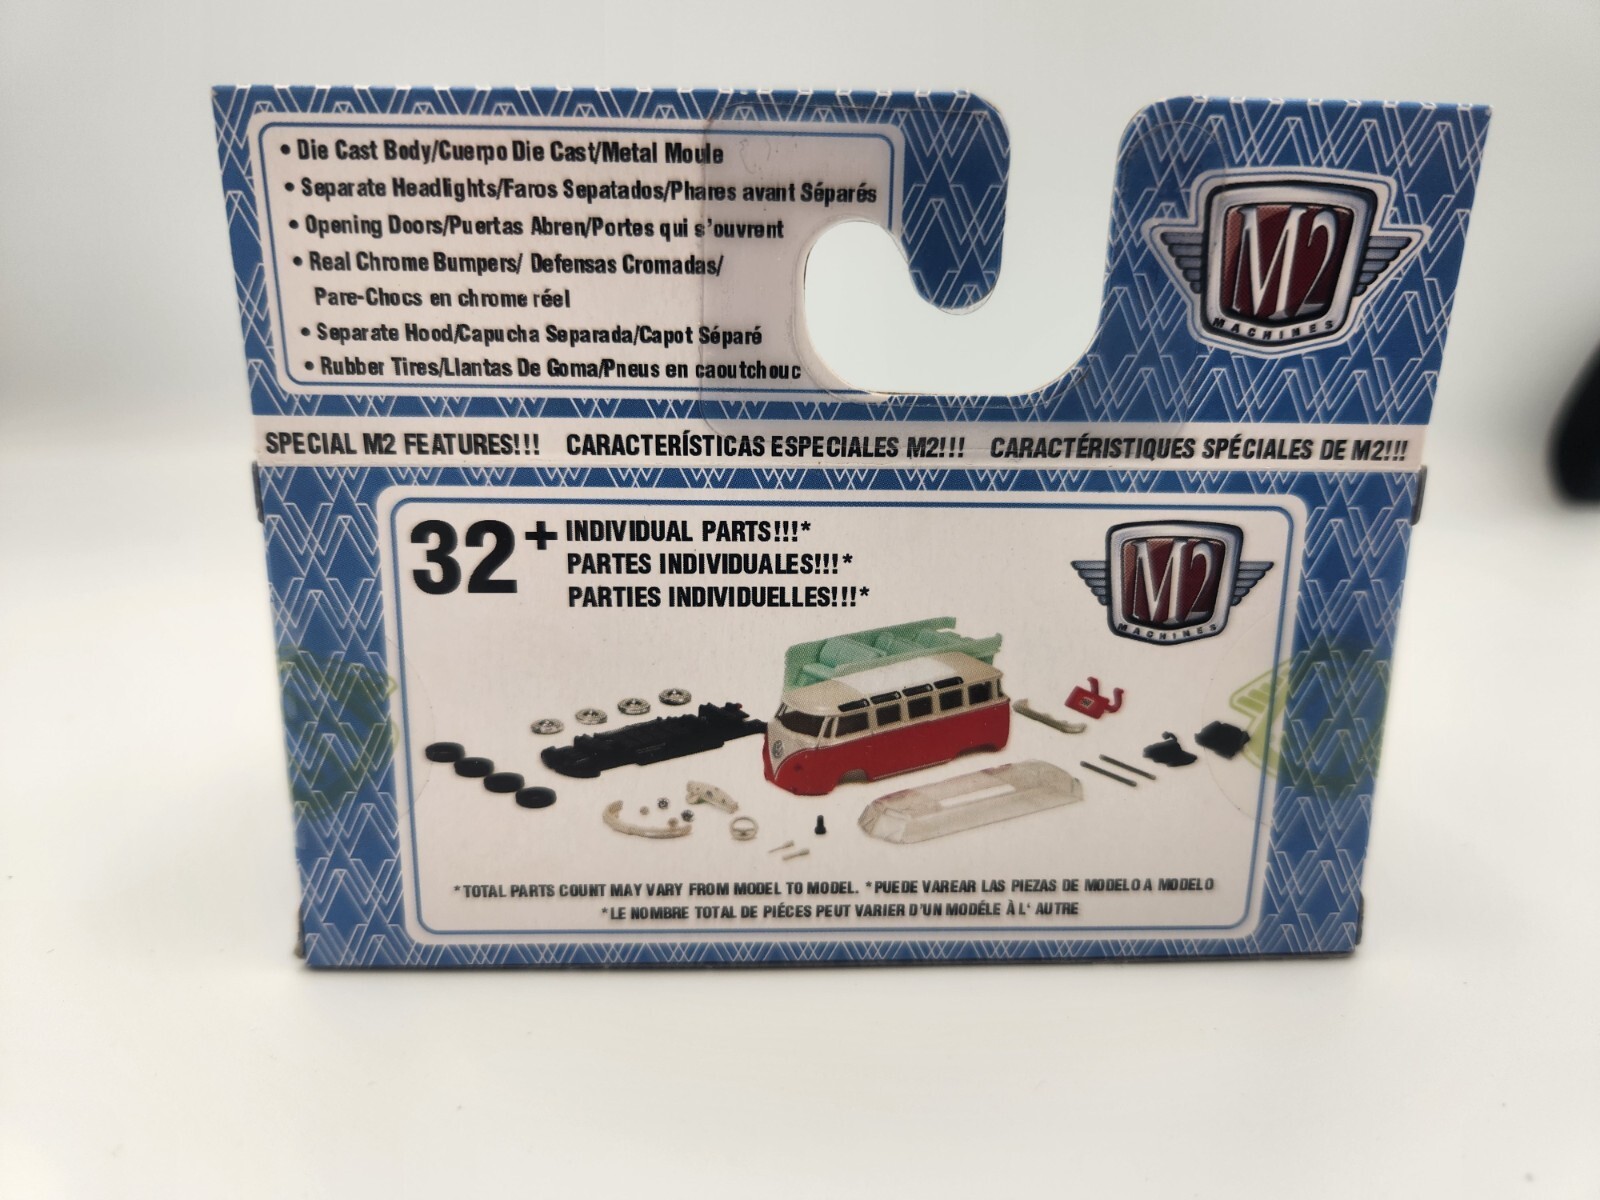 • Die Cast Body/Cuerpo Die Cast/Metal Moule
• Separate Headlights/Faros Sepatados/Phares avant Séparés
• Opening Doors/Puertas Abren/Portes qui s'ouvrent
• Real Chrome Bumpers/ Defensas Cromadas/
Pare-Chocs en chrome réel
• Separate Hood/Capucha Separada/Capot Séparé
• Rubber Tires/Llantas De Goma/Pneus en caoutchouc
M2
MACHINES
SPECIAL M2 FEATURES!!! CARACTERÍSTICAS ESPECIALES M2!!! CARACTÉRISTIQUES SPÉCIALES DE M2!!!
32+ INDIVIDUAL PARTS!!!*
PARTES INDIVIDUALES!!!*
PARTIES INDIVIDUELLES!!!*
M2
MACHINES
*TOTAL PARTS COUNT MAY VARY FROM MODEL TO MODEL. *PUEDE VAREAR LAS PIEZAS DE MODELO A MODELO
*LE NOMBRE TOTAL DE PIÉCES PEUT VARIER D'UN MODÉLE À L' AUTRE